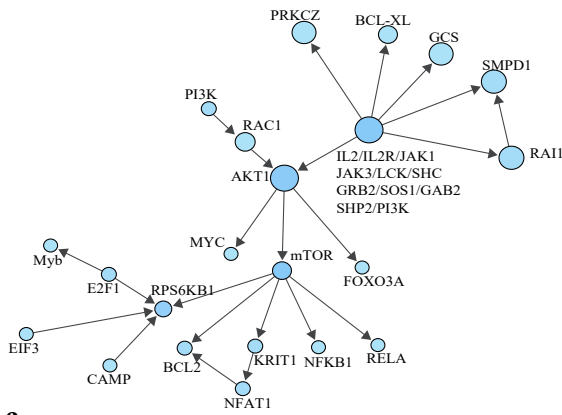 PRKCZ
BCL-XL
GCS
SMPD1
PI3K
RAC1
IL2/IL2R/JAK1
JAK3/LCK/SHC
GRB2/SOS1/GAB2
SHP2/PI3K
RAI1
AKT1
MYC
mTOR
FOXO3A
Myb
E2F1
RPS6KB1
EIF3
CAMP
BCL2
KRIT1
NFKB1
RELA
NFAT1